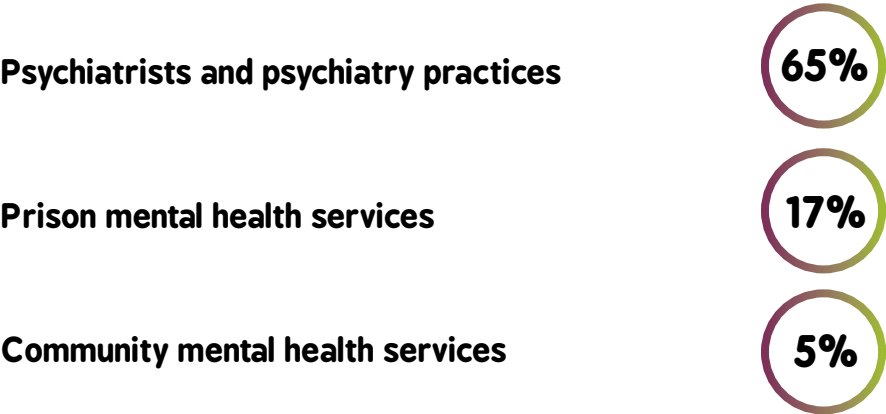 Psychiatrists and psychiatry practices 65%
Prison mental health services 17%
Community mental health services 5%